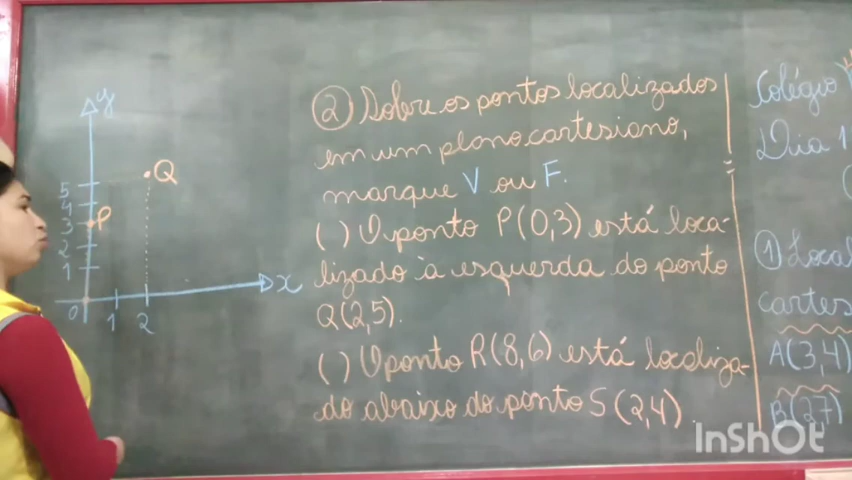 y
5
4
3
2
1
0
1
2
x
P
Q
② Sobre os pontos localizados
em um plano cartesiano,
marque V ou F.
( ) O ponto P(0,3) está loca-
lizado à esquerda do ponto
Q(2,5).
( ) O ponto R(8,6) está localiza-
do abaixo do ponto S(2,4).
Colégio
Dia 1
(
① Local
cartes
A(3,4)
B(2,7)
InShOt